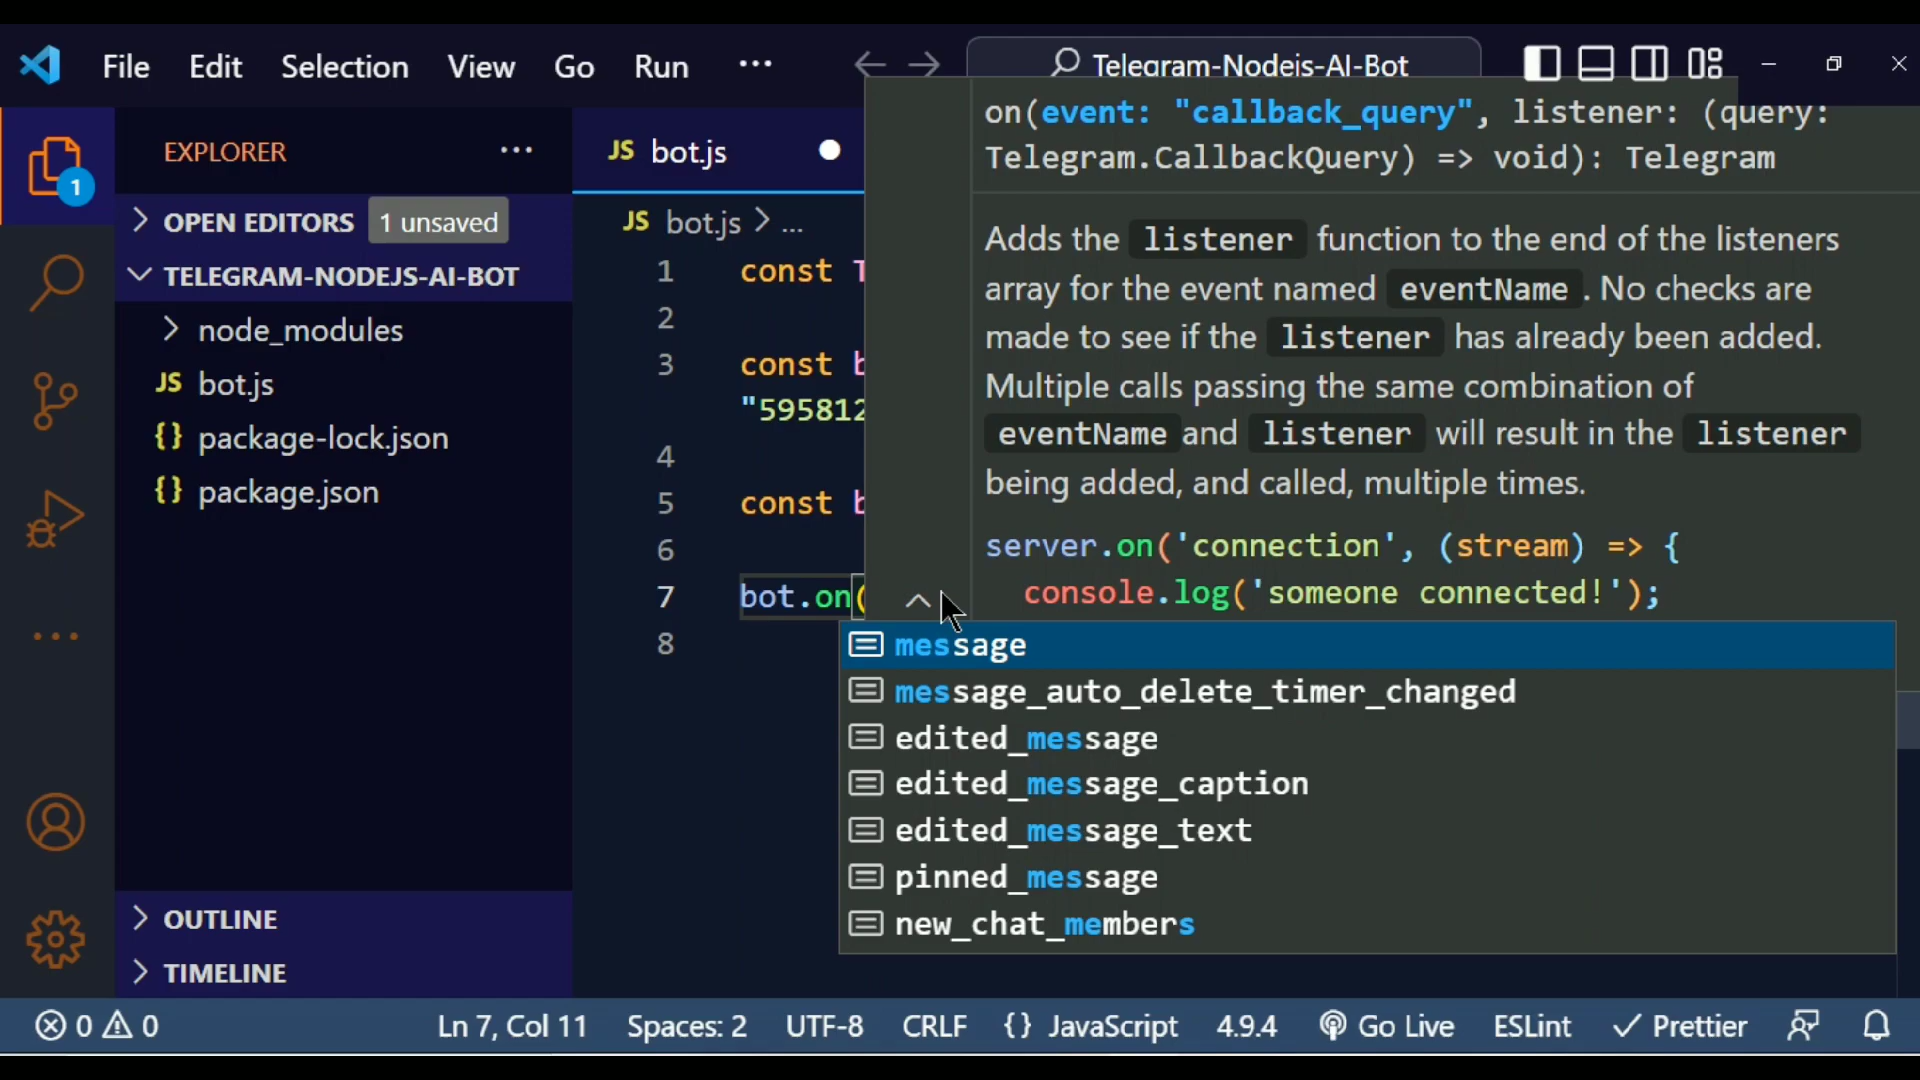 File Edit Selection View Go Run ...
Telegram-Nodejs-AI-Bot
EXPLORER ...
1
OPEN EDITORS 1 unsaved
TELEGRAM-NODEJS-AI-BOT
node_modules
JS bot.js
{} package-lock.json
{} package.json
OUTLINE
TIMELINE
JS bot.js
JS bot.js > ...
1 const T
2
3 const b
"595812
4
5 const b
6
7 bot.on(
8
on(event: "callback_query", listener: (query:
Telegram.CallbackQuery) => void): Telegram
Adds the listener function to the end of the listeners
array for the event named eventName . No checks are
made to see if the listener has already been added.
Multiple calls passing the same combination of
eventName and listener will result in the listener
being added, and called, multiple times.
server.on('connection', (stream) => {
console.log('someone connected!');
message
message_auto_delete_timer_changed
edited_message
edited_message_caption
edited_message_text
pinned_message
new_chat_members
0 0 Ln 7, Col 11 Spaces: 2 UTF-8 CRLF {} JavaScript 4.9.4 Go Live ESLint Prettier